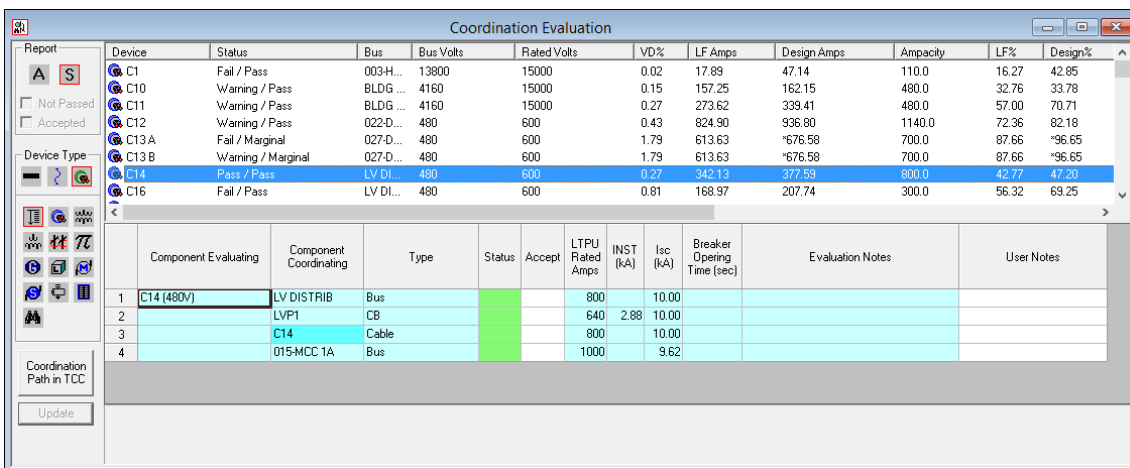 Coordination Evaluation
Report
A S
Not Passed
Accepted
Device Type
Device Status Bus Bus Volts Rated Volts VD% LF Amps Design Amps Ampacity LF% Design%
C1 Fail / Pass 003-H... 13800 15000 0.02 17.89 47.14 110.0 16.27 42.85
C10 Warning / Pass BLDG ... 4160 15000 0.15 157.25 162.15 480.0 32.76 33.78
C11 Warning / Pass BLDG ... 4160 15000 0.27 273.62 339.41 480.0 57.00 70.71
C12 Warning / Pass 022-D... 480 600 0.43 824.90 936.80 1140.0 72.36 82.18
C13 A Fail / Marginal 027-D... 480 600 1.79 613.63 *676.58 700.0 87.66 *96.65
C13 B Warning / Marginal 027-D... 480 600 1.79 613.63 *676.58 700.0 87.66 *96.65
C14 Pass / Pass LV DI... 480 600 0.27 342.13 377.59 800.0 42.77 47.20
C16 Fail / Pass LV DI... 480 600 0.81 168.97 207.74 300.0 56.32 69.25
Component Evaluating Component Coordinating Type Status Accept LTPU Rated Amps INST (kA) Isc (kA) Breaker Opering Time (sec) Evaluation Notes User Notes
1 C14 (480V) LV DISTRIB Bus 800 10.00
2 LVP1 CB 640 2.88 10.00
3 C14 Cable 800 10.00
4 015-MCC 1A Bus 1000 9.62
Coordination
Path in TCC
Update